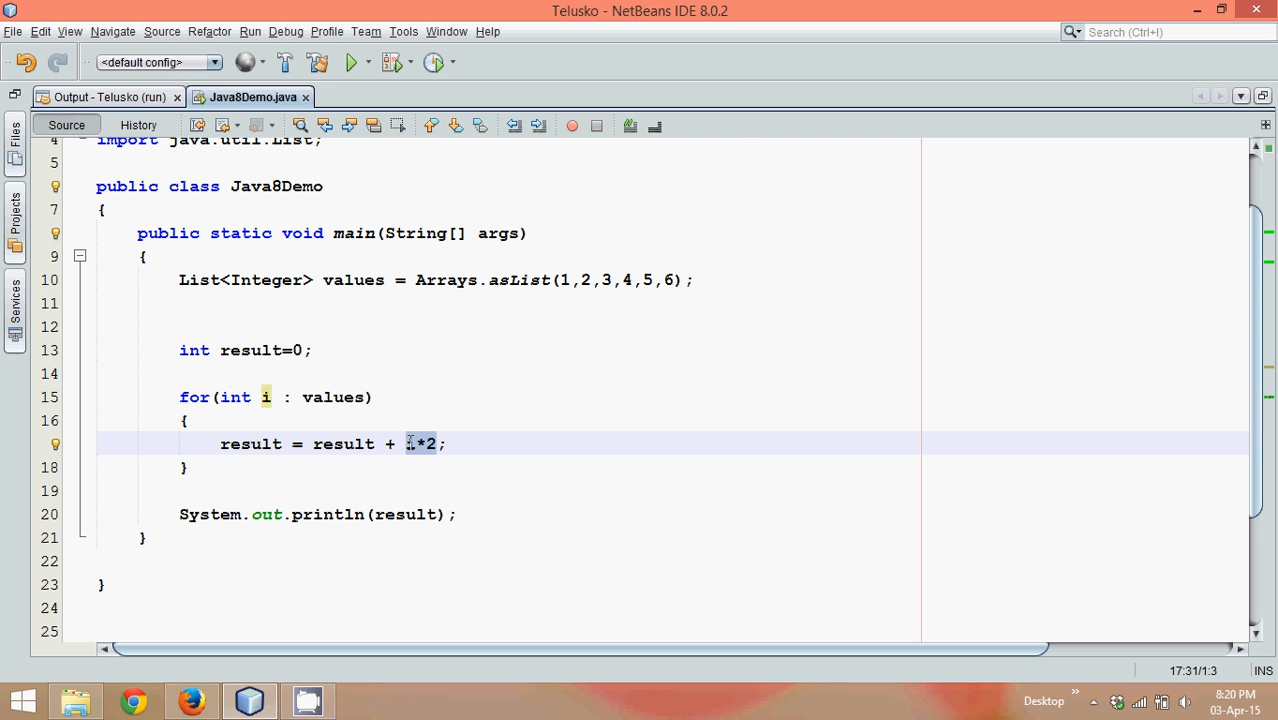 Telusko - NetBeans IDE 8.0.2
File Edit View Navigate Source Refactor Run Debug Profile Team Tools Window Help
Search (Ctrl+I)
<default config>
Output - Telusko (run)
Java8Demo.java
Source History
Files
Projects
Services
4 import java.util.List;
5
public class Java8Demo
7 {
public static void main(String[] args)
9 {
10 List<Integer> values = Arrays.asList(1,2,3,4,5,6);
11
12
13 int result=0;
14
15 for(int i : values)
16 {
result = result + i*2;
18 }
19
20 System.out.println(result);
21 }
22
23 }
24
25
17:31/1:3 INS
Desktop
8:20 PM
03-Apr-15